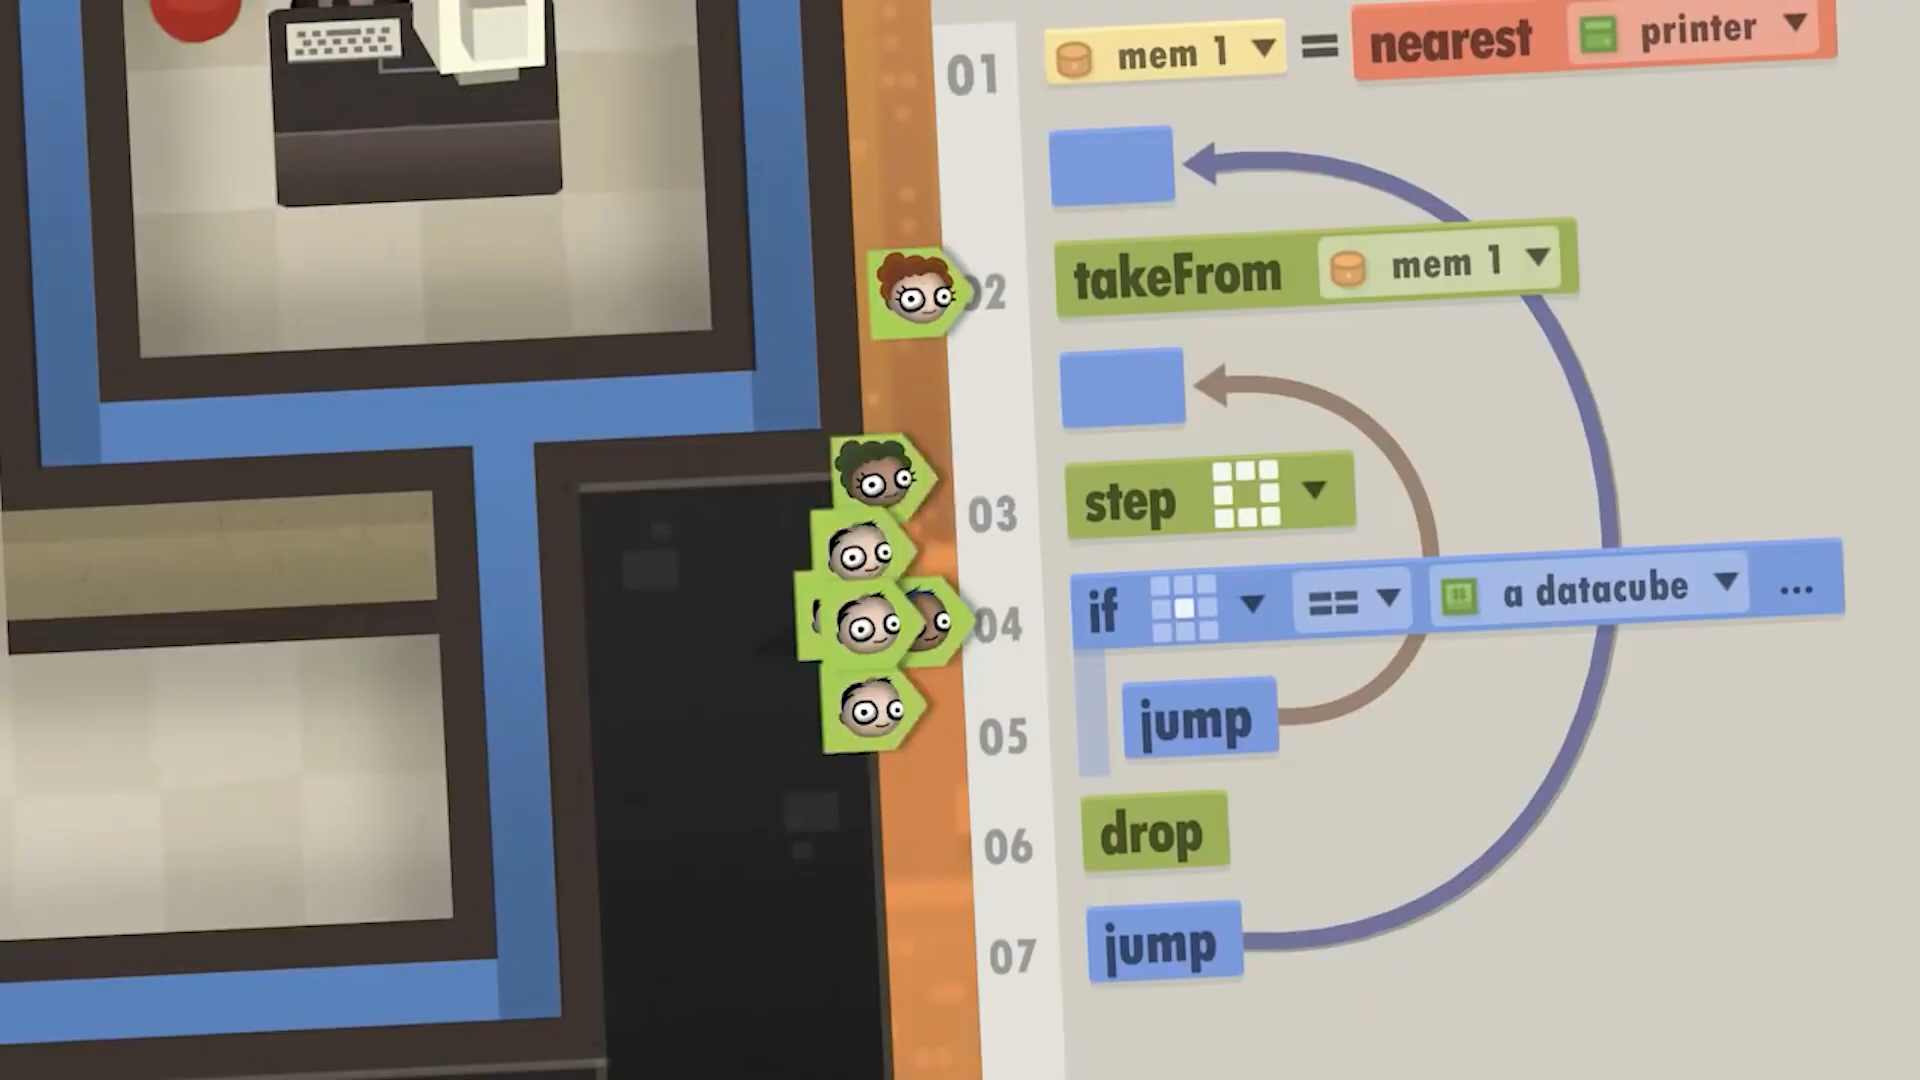 01 mem 1 = nearest printer
02 takeFrom mem 1
03 step
04 if == a datacube ...
05 jump
06 drop
07 jump